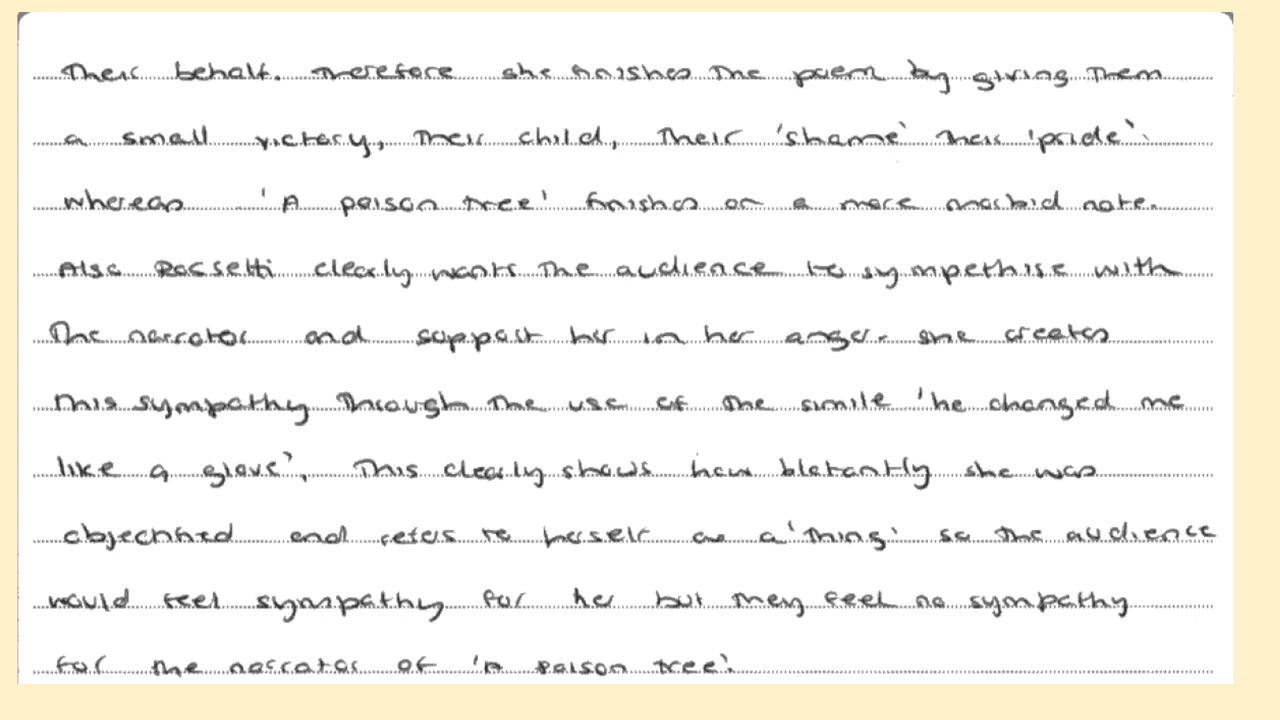 Their behalf. Therefore she finishes the poem by giving them
a small victory, their child, their 'shame' their 'pride'.
whereas 'A poison tree' finishes on a more morbid note.
Also Rossetti clearly wants the audience to sympathise with
The narrator and support her in her anger. she creates
this sympathy through the use of the simile 'he changed me
like a glove'. This clearly shows how bletantly she was
objectified and refers to herself as a 'thing' so the audience
would feel sympathy for her but they feel no sympathy
for the narrator of 'A Poison tree'.